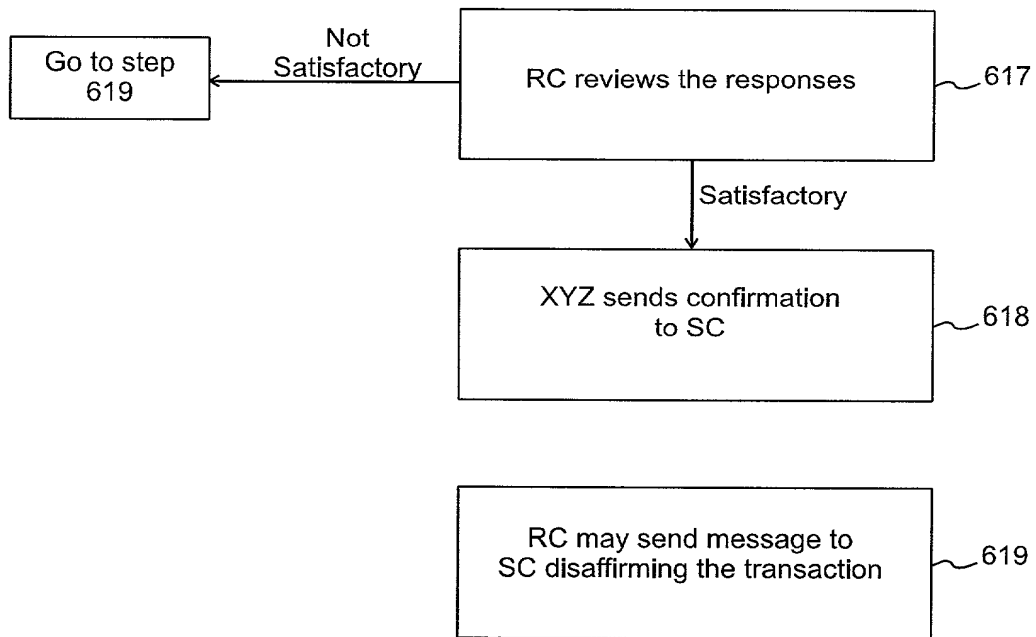 Go to step
619
Not
Satisfactory
RC reviews the responses
617
Satisfactory
XYZ sends confirmation
to SC
618
RC may send message to
SC disaffirming the transaction
619